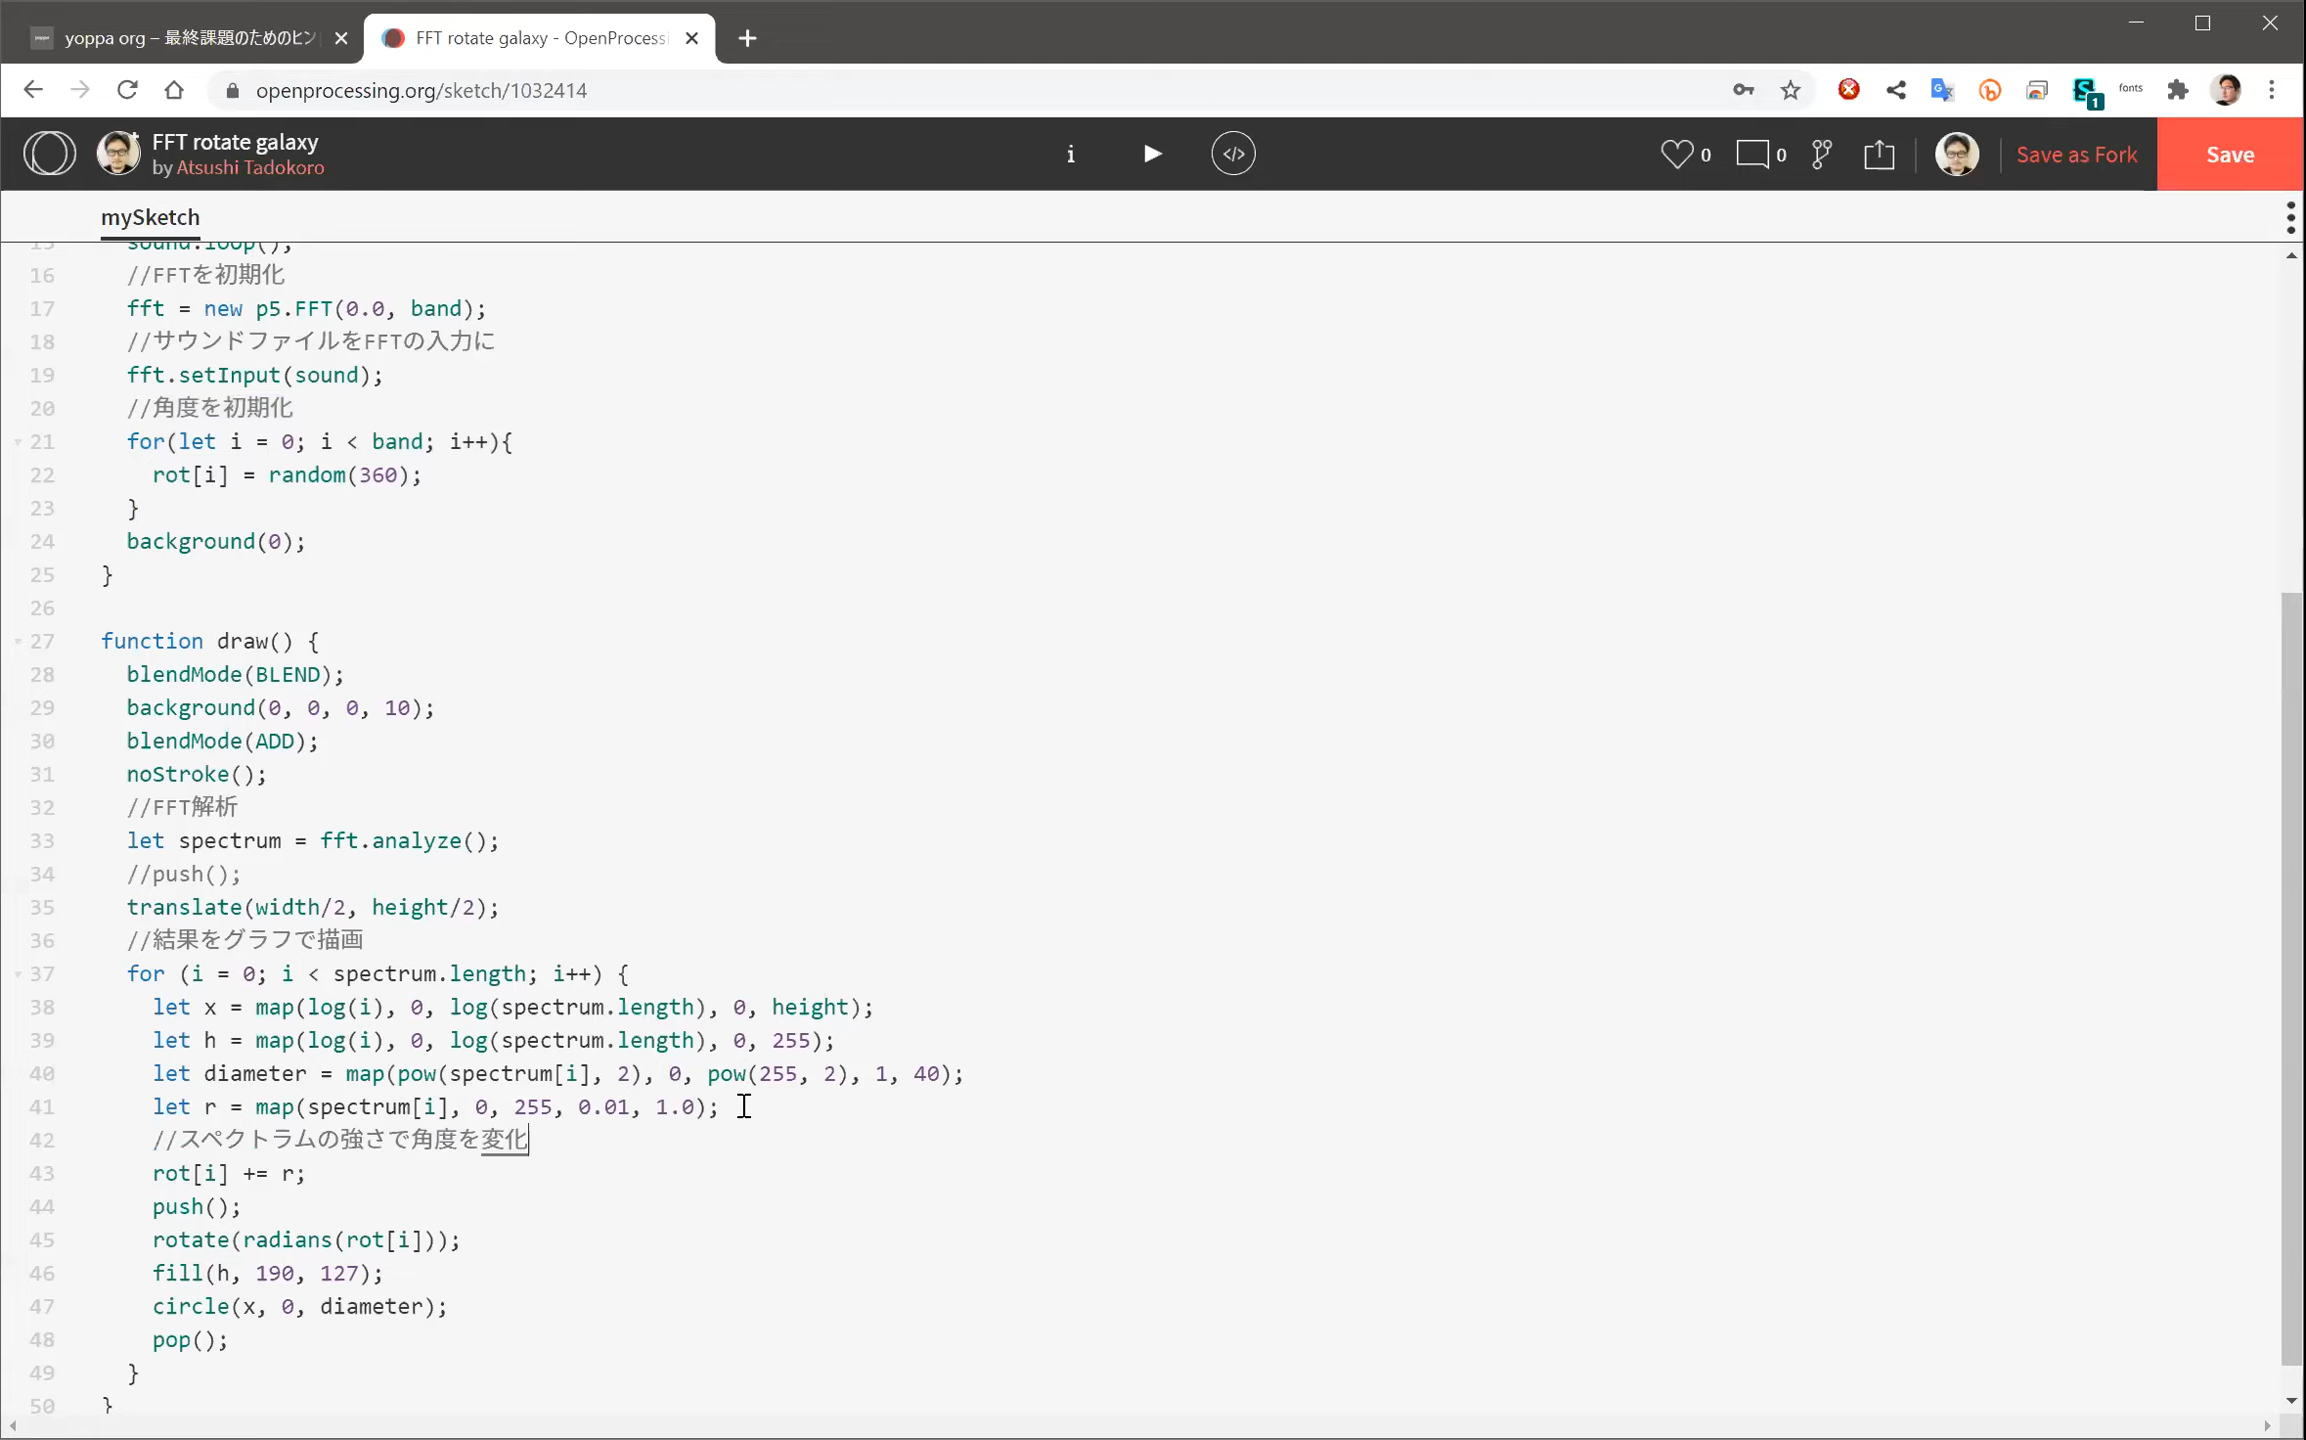 yoppa org – 最終課題のためのヒン
FFT rotate galaxy - OpenProcessi
openprocessing.org/sketch/1032414
fonts
1
FFT rotate galaxy
by Atsushi Tadokoro
i
</>
0
0
Save as Fork
Save
mySketch
15 sound.loop();
16 //FFTを初期化
17 fft = new p5.FFT(0.0, band);
18 //サウンドファイルをFFTの入力に
19 fft.setInput(sound);
20 //角度を初期化
21 for(let i = 0; i < band; i++){
22 rot[i] = random(360);
23 }
24 background(0);
25 }
26
27 function draw() {
28 blendMode(BLEND);
29 background(0, 0, 0, 10);
30 blendMode(ADD);
31 noStroke();
32 //FFT解析
33 let spectrum = fft.analyze();
34 //push();
35 translate(width/2, height/2);
36 //結果をグラフで描画
37 for (i = 0; i < spectrum.length; i++) {
38 let x = map(log(i), 0, log(spectrum.length), 0, height);
39 let h = map(log(i), 0, log(spectrum.length), 0, 255);
40 let diameter = map(pow(spectrum[i], 2), 0, pow(255, 2), 1, 40);
41 let r = map(spectrum[i], 0, 255, 0.01, 1.0);
42 //スペクトラムの強さで角度を変化
43 rot[i] += r;
44 push();
45 rotate(radians(rot[i]));
46 fill(h, 190, 127);
47 circle(x, 0, diameter);
48 pop();
49 }
50 }